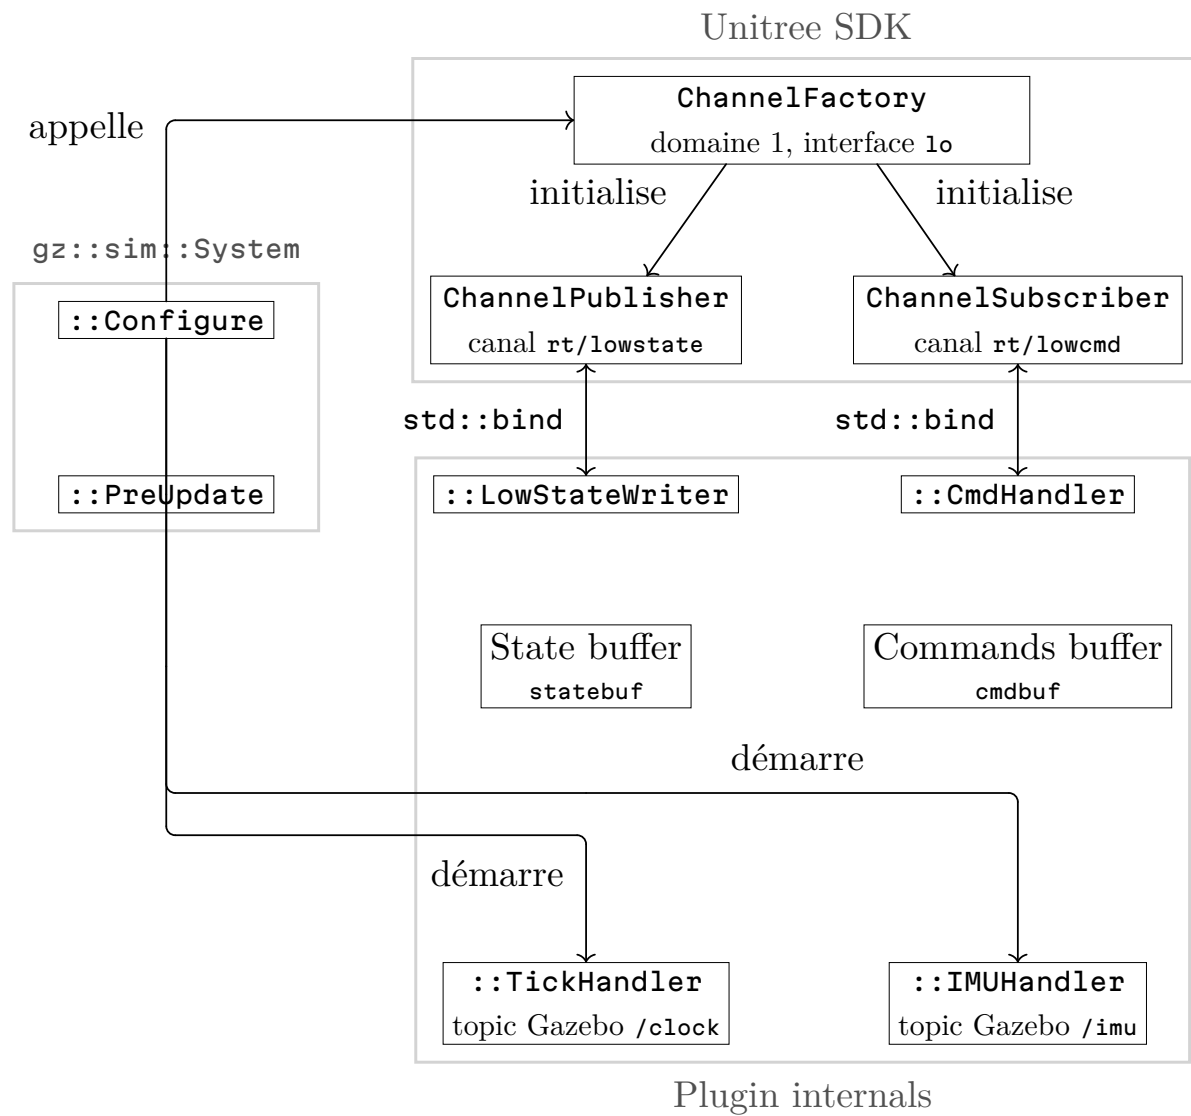 Unitree SDK
ChannelFactory
domaine 1, interface lo
appelle
initialise
initialise
gz::sim::System
::Configure
ChannelPublisher
canal rt/lowstate
ChannelSubscriber
canal rt/lowcmd
std::bind
std::bind
::PreUpdate
::LowStateWriter
::CmdHandler
State buffer
statebuf
Commands buffer
cmdbuf
démarre
démarre
::TickHandler
topic Gazebo /clock
::IMUHandler
topic Gazebo /imu
Plugin internals